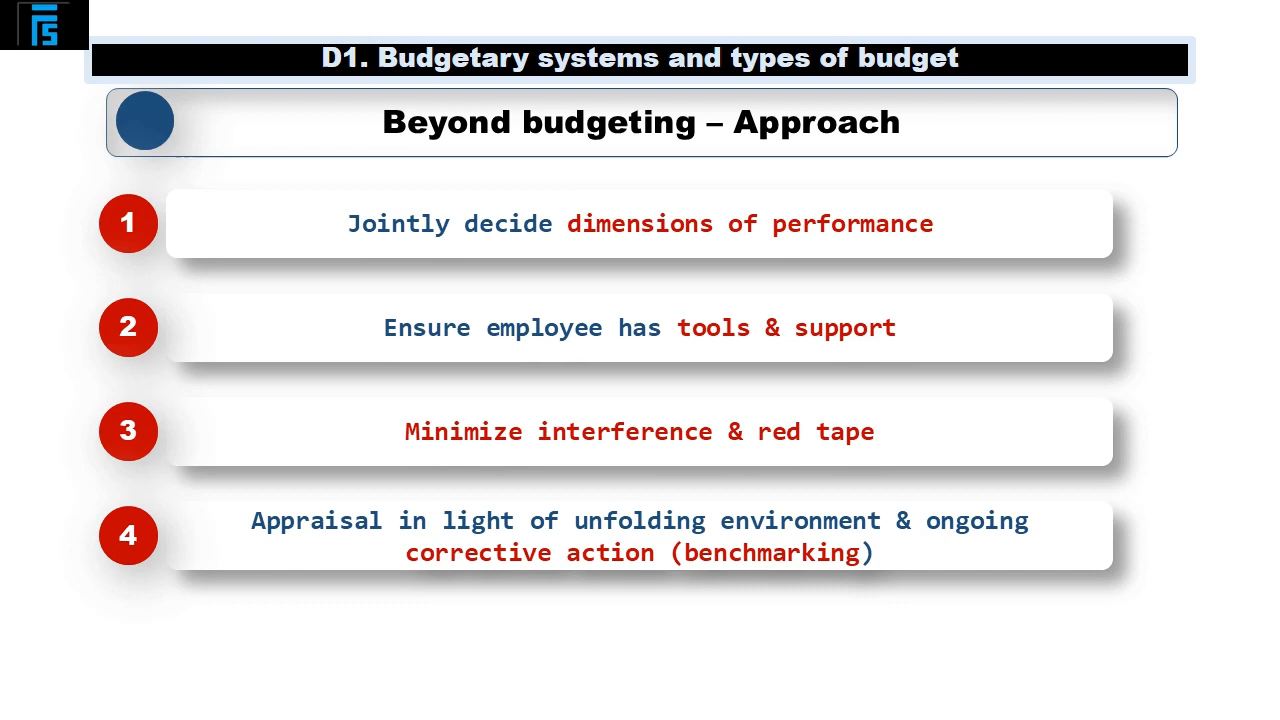 D1. Budgetary systems and types of budget
Beyond budgeting – Approach
1
Jointly decide dimensions of performance
2
Ensure employee has tools & support
3
Minimize interference & red tape
4
Appraisal in light of unfolding environment & ongoing
corrective action (benchmarking)